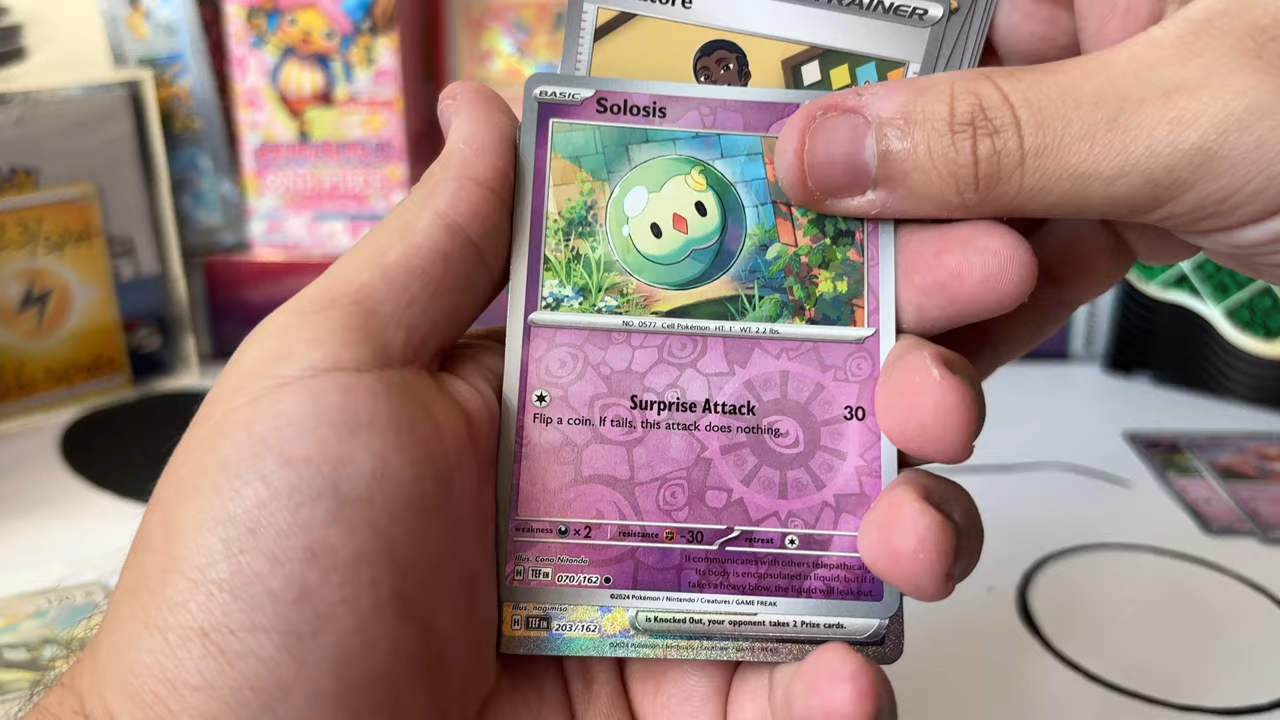 TRAINER
BASIC
Solosis
NO. 0577 Cell Pokémon HT: 1' WT: 2.2 lbs.
Surprise Attack 30
Flip a coin. If tails, this attack does nothing.
weakness ×2 resistance -30 retreat
Illus. Cona Nitanda
It communicates with others telepathically.
Its body is encapsulated in liquid, but if it
takes a heavy blow, the liquid will leak out.
H TEF EN 070/162
©2024 Pokémon / Nintendo / Creatures / GAME FREAK
Illus. nagimiso
is Knocked Out, your opponent takes 2 Prize cards.
H TEF EN 203/162